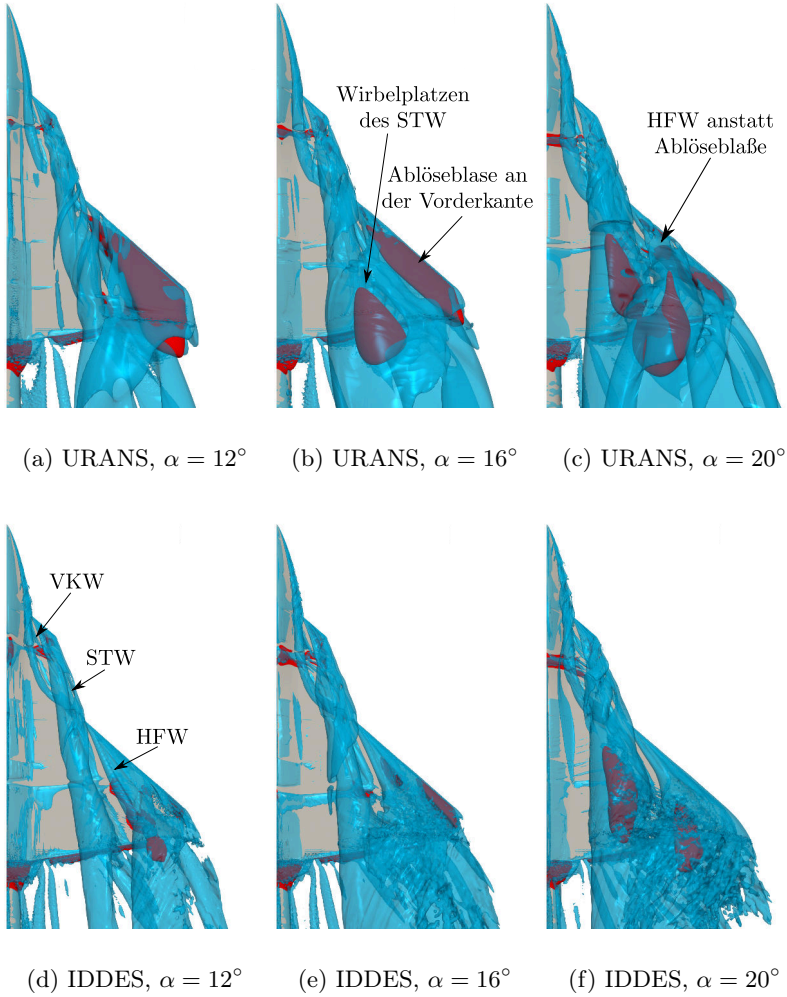 Wirbelplatzen
des STW
Ablöseblase an
der Vorderkante
HFW anstatt
Ablöseblaße
(a) URANS, α = 12°
(b) URANS, α = 16°
(c) URANS, α = 20°
VKW
STW
HFW
(d) IDDES, α = 12°
(e) IDDES, α = 16°
(f) IDDES, α = 20°